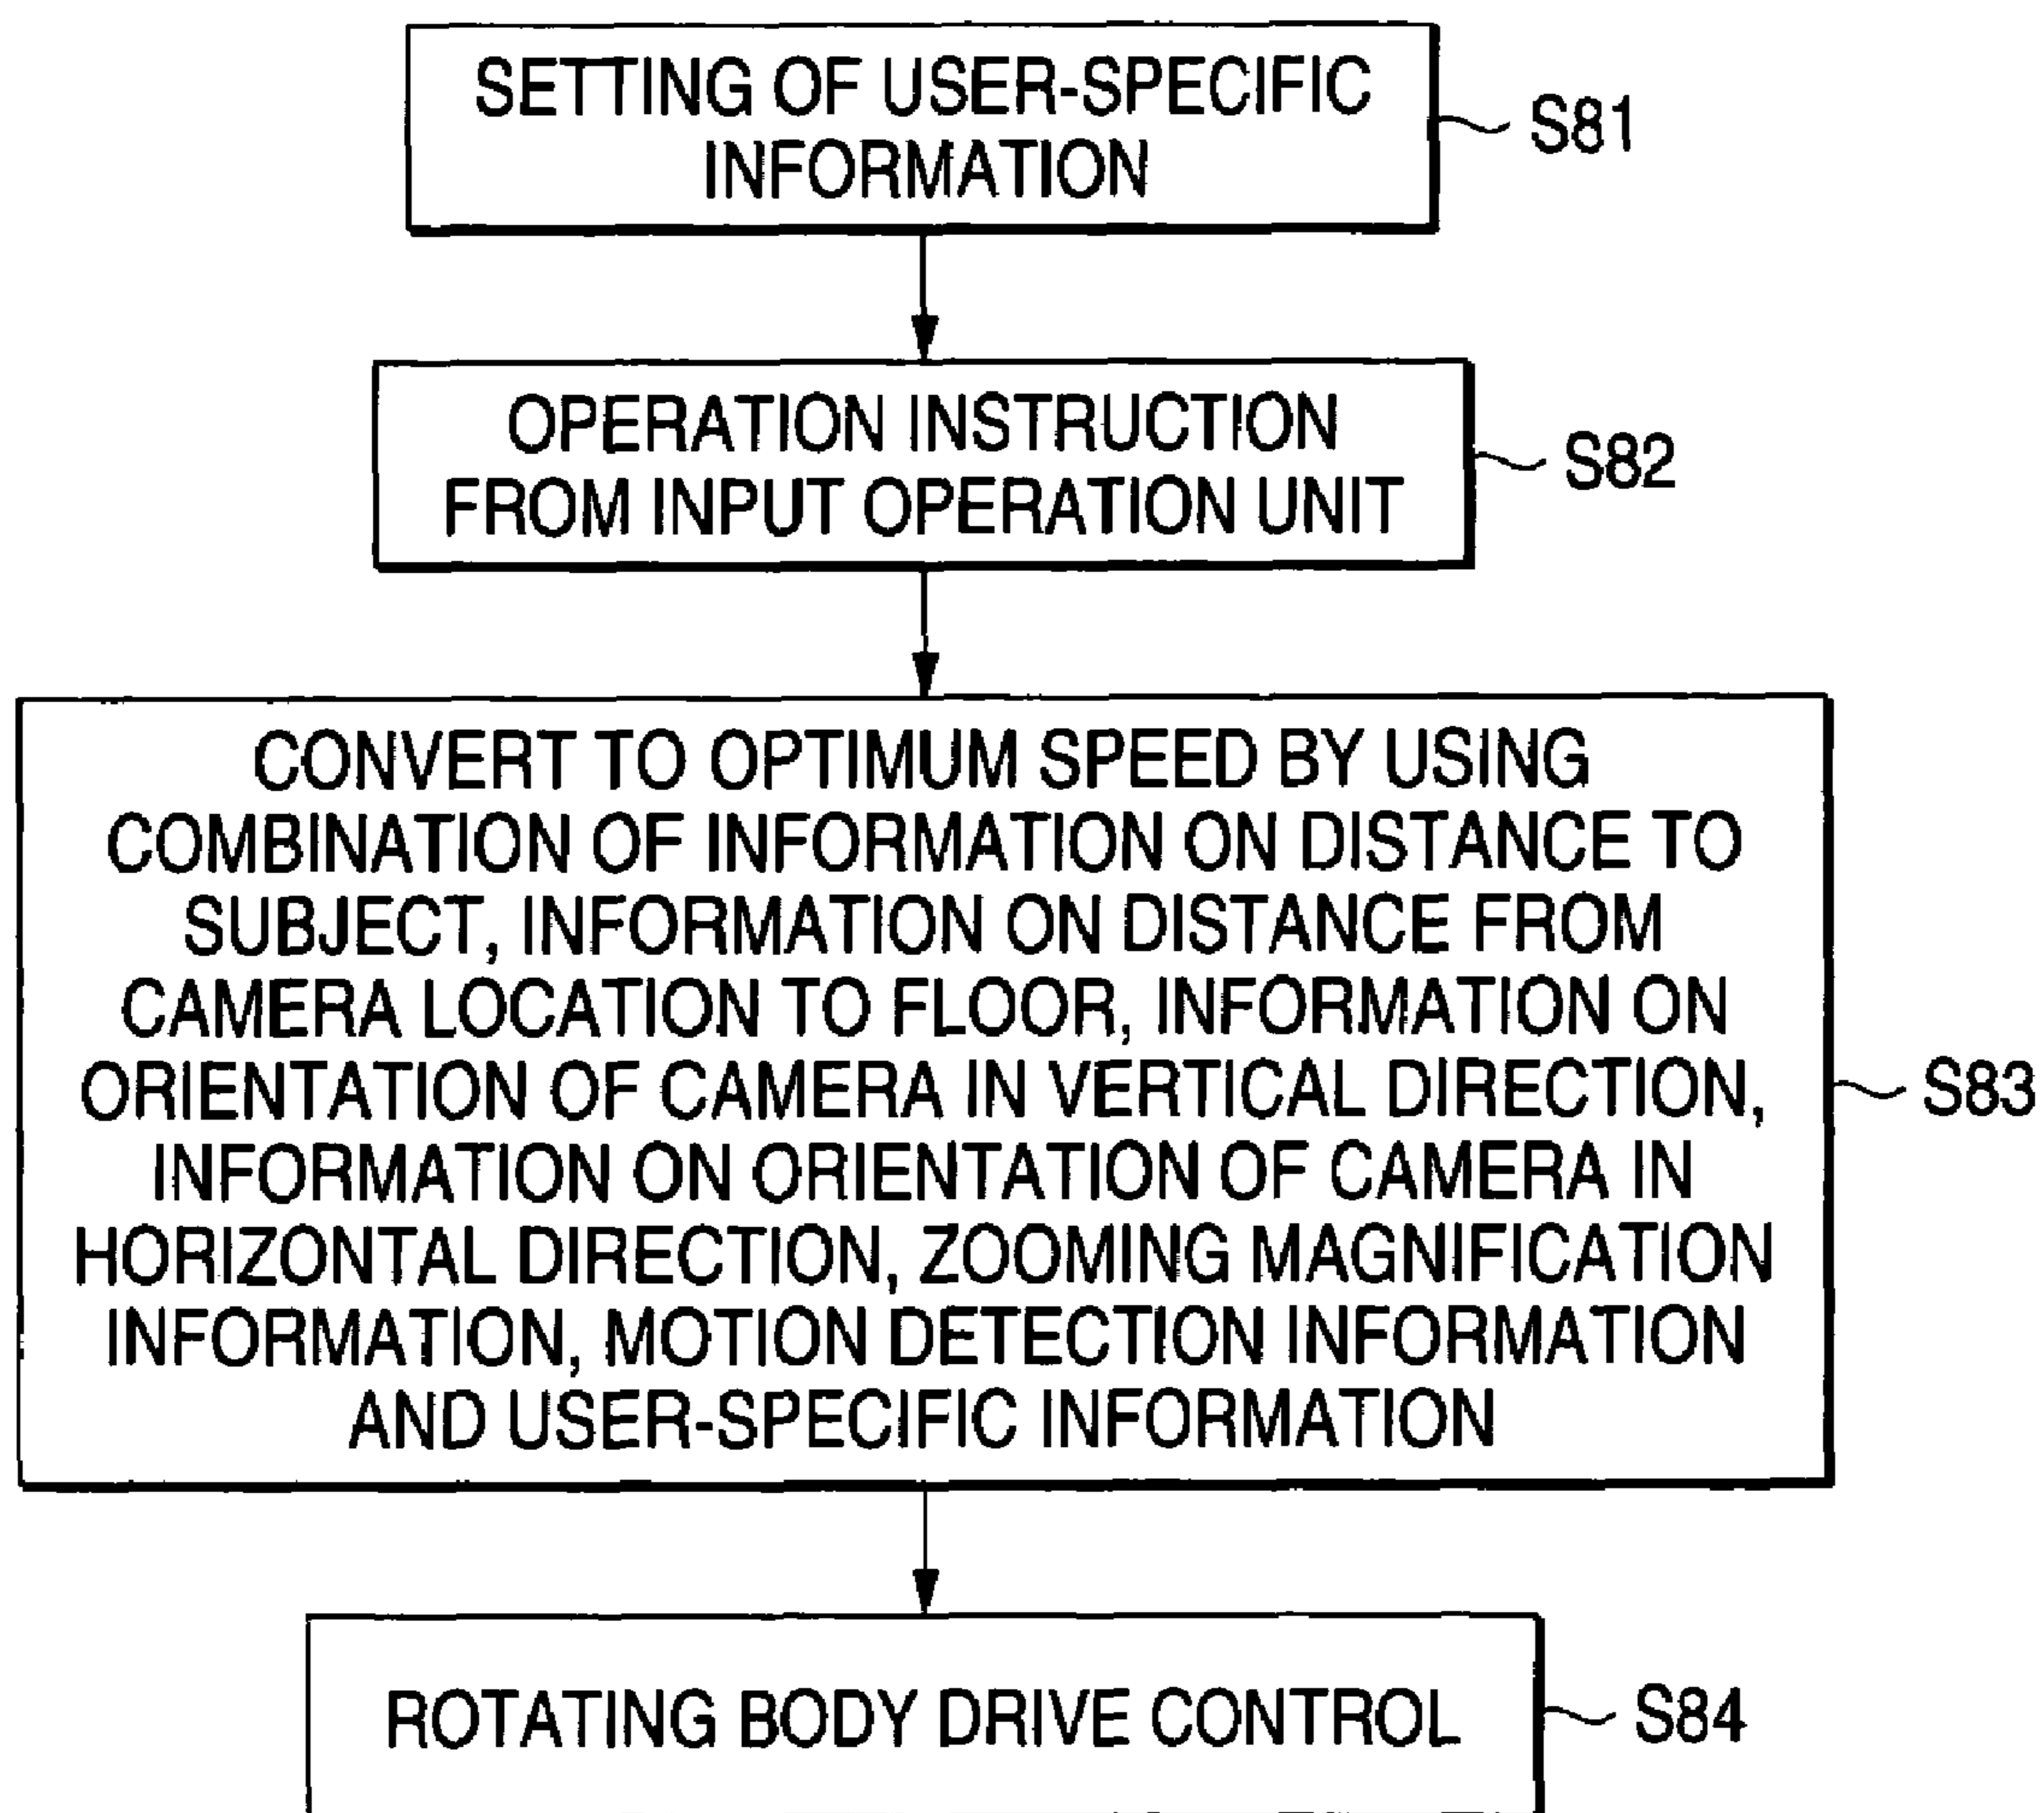 SETTING OF USER-SPECIFIC
INFORMATION
S81
OPERATION INSTRUCTION
FROM INPUT OPERATION UNIT
S82
CONVERT TO OPTIMUM SPEED BY USING
COMBINATION OF INFORMATION ON DISTANCE TO
SUBJECT, INFORMATION ON DISTANCE FROM
CAMERA LOCATION TO FLOOR, INFORMATION ON
ORIENTATION OF CAMERA IN VERTICAL DIRECTION,
INFORMATION ON ORIENTATION OF CAMERA IN
HORIZONTAL DIRECTION, ZOOMING MAGNIFICATION
INFORMATION, MOTION DETECTION INFORMATION
AND USER-SPECIFIC INFORMATION
S83
ROTATING BODY DRIVE CONTROL
S84